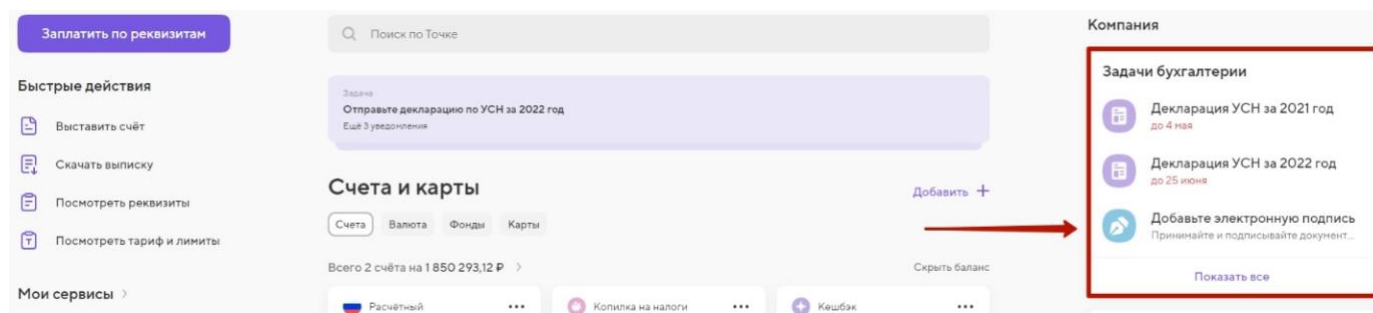 Заплатить по реквизитам
Быстрые действия
Выставить счёт
Скачать выписку
Посмотреть реквизиты
Посмотреть тариф и лимиты
Мои сервисы
Поиск по Точке
Задача
Отправьте декларацию по УСН за 2022 год
Ещё 3 уведомления
Счета и карты
Добавить +
Счета
Валюта
Фонды
Карты
Всего 2 счёта на 1 850 293,12 ₽
Скрыть баланс
Расчётный
Копилка на налоги
Кешбэк
Компания
Задачи бухгалтерии
Декларация УСН за 2021 год
до 4 мая
Декларация УСН за 2022 год
до 25 июня
Добавьте электронную подпись
Принимайте и подписывайте документ...
Показать все